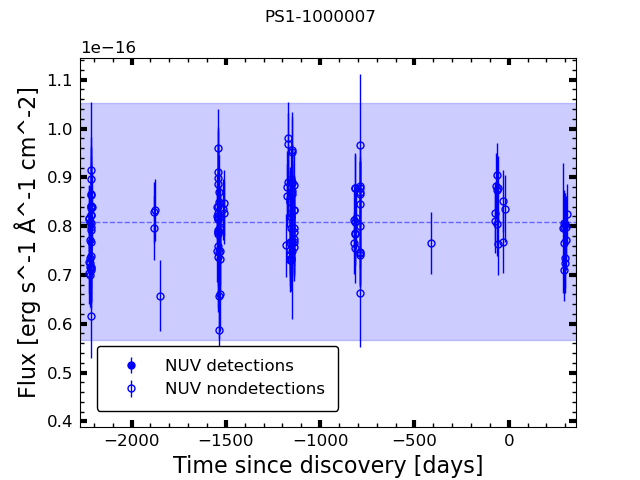 PS1-1000007
1e−16
1.1
1.0
0.9
0.8
0.7
0.6
0.5
0.4
Flux [erg s^-1 Å^-1 cm^-2]
NUV detections
NUV nondetections
−2000 −1500 −1000 −500 0
Time since discovery [days]